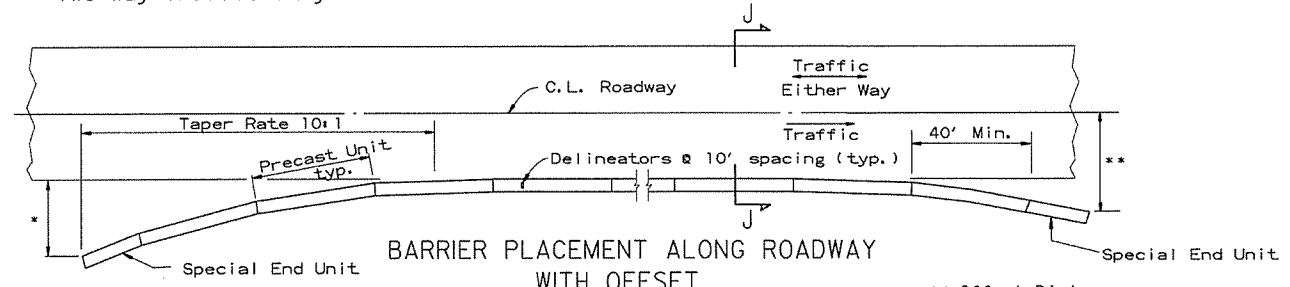 J
Traffic
Either Way
C.L. Roadway
Taper Rate 10:1
Traffic
40' Min.
Precast Unit
typ.
Delineators @ 10' spacing (typ.)
**
*
J
BARRIER PLACEMENT ALONG ROADWAY
WITH OFFSET
Special End Unit
Special End Unit